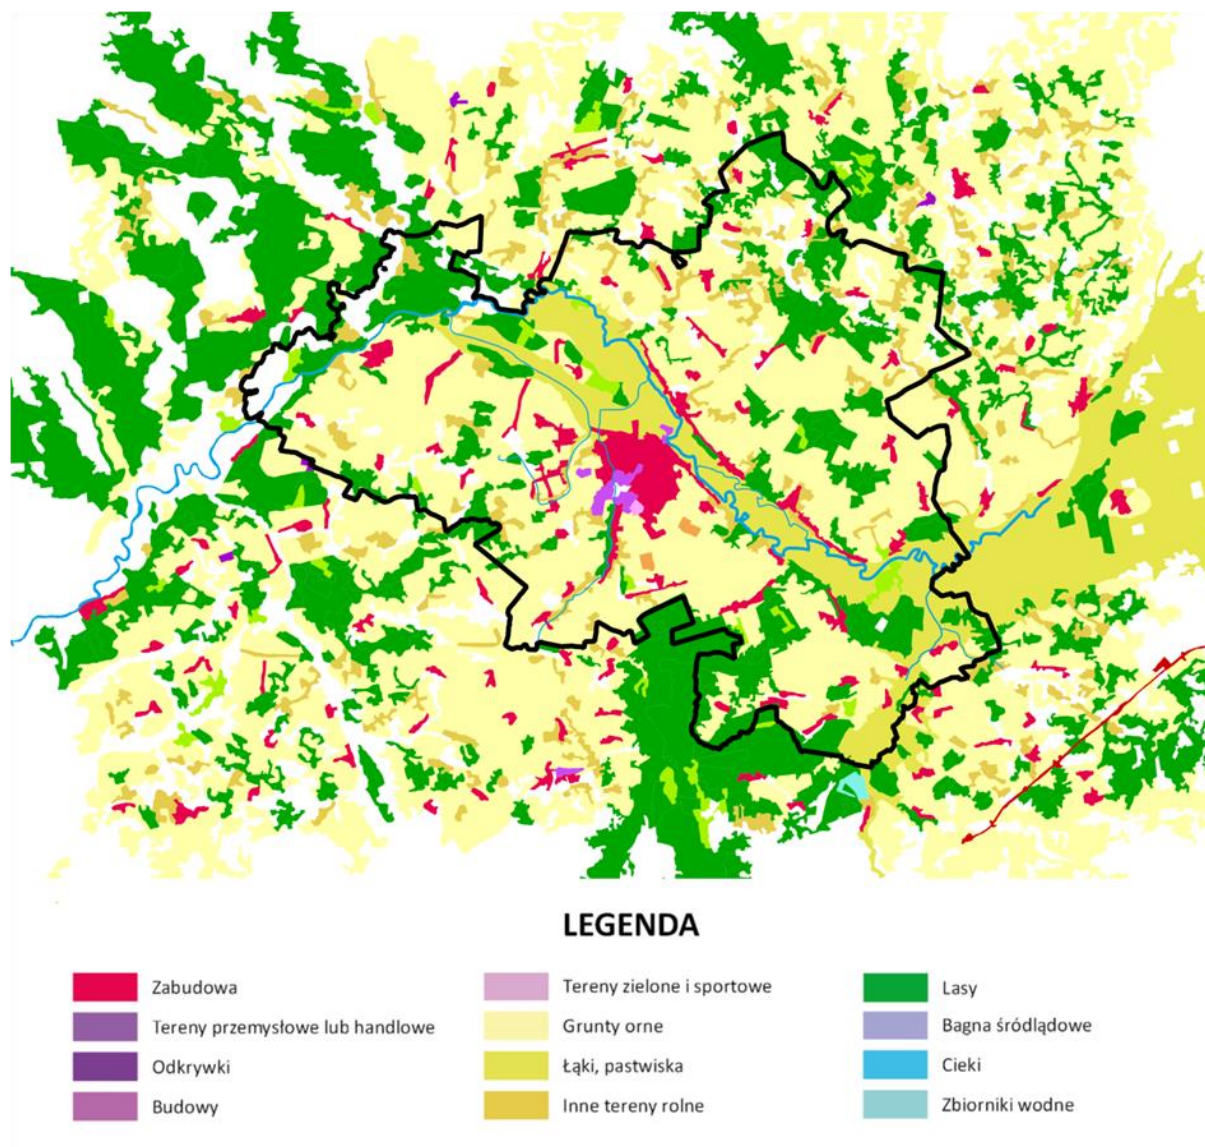 LEGENDA
Zabudowa
Tereny przemysłowe lub handlowe
Odkrywki
Budowy
Tereny zielone i sportowe
Grunty orne
Łąki, pastwiska
Inne tereny rolne
Lasy
Bagna śródlądowe
Cieki
Zbiorniki wodne